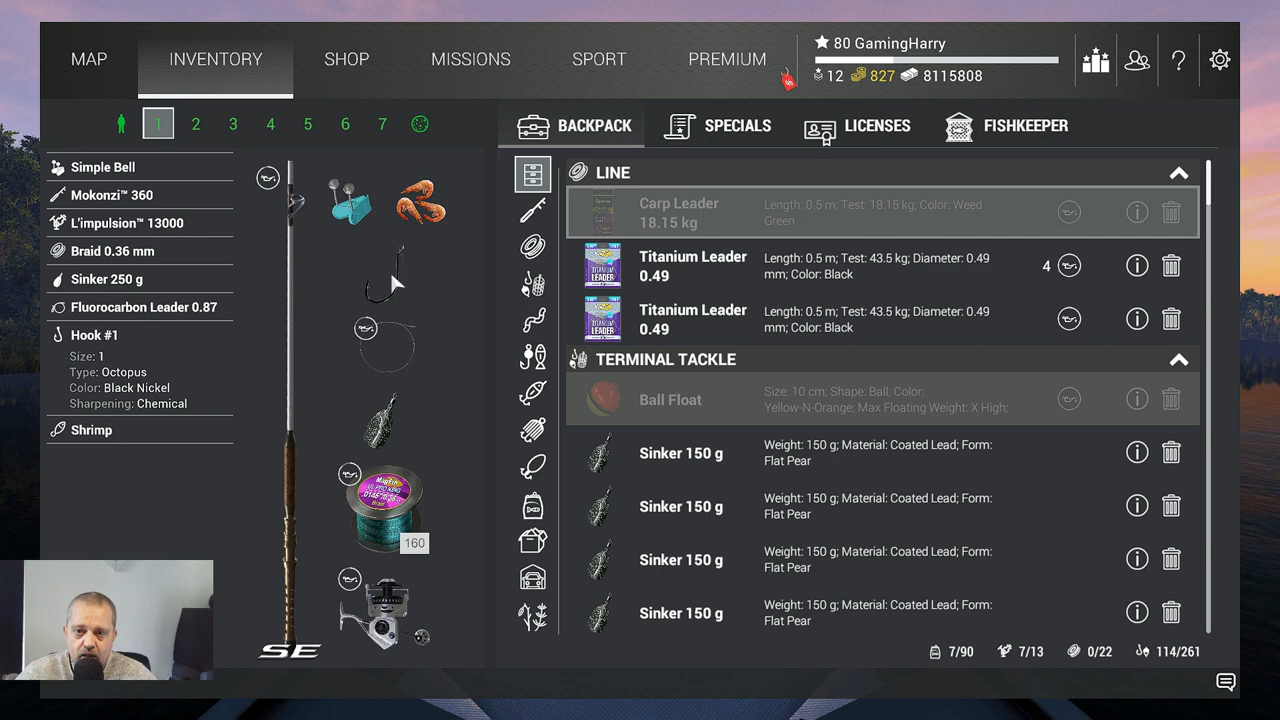 MAP
INVENTORY
SHOP
MISSIONS
SPORT
PREMIUM
80 GamingHarry
12 827 8115808
1 2 3 4 5 6 7
Simple Bell
Mokonzi™ 360
L'impulsion™ 13000
Braid 0.36 mm
Sinker 250 g
Fluorocarbon Leader 0.87
Hook #1
Size: 1
Type: Octopus
Color: Black Nickel
Sharpening: Chemical
Shrimp
160
SE
BACKPACK
SPECIALS
LICENSES
FISHKEEPER
LINE
Carp Leader
18.15 kg
Length: 0.5 m; Test: 18.15 kg; Color: Weed
Green
Titanium Leader
0.49
Length: 0.5 m; Test: 43.5 kg; Diameter: 0.49
mm; Color: Black
4
Titanium Leader
0.49
Length: 0.5 m; Test: 43.5 kg; Diameter: 0.49
mm; Color: Black
TERMINAL TACKLE
Ball Float
Size: 10 cm; Shape: Ball; Color:
Yellow-N-Orange; Max Floating Weight: X High;
Sinker 150 g
Weight: 150 g; Material: Coated Lead; Form:
Flat Pear
Sinker 150 g
Weight: 150 g; Material: Coated Lead; Form:
Flat Pear
Sinker 150 g
Weight: 150 g; Material: Coated Lead; Form:
Flat Pear
Sinker 150 g
Weight: 150 g; Material: Coated Lead; Form:
Flat Pear
7/90 7/13 0/22 114/261